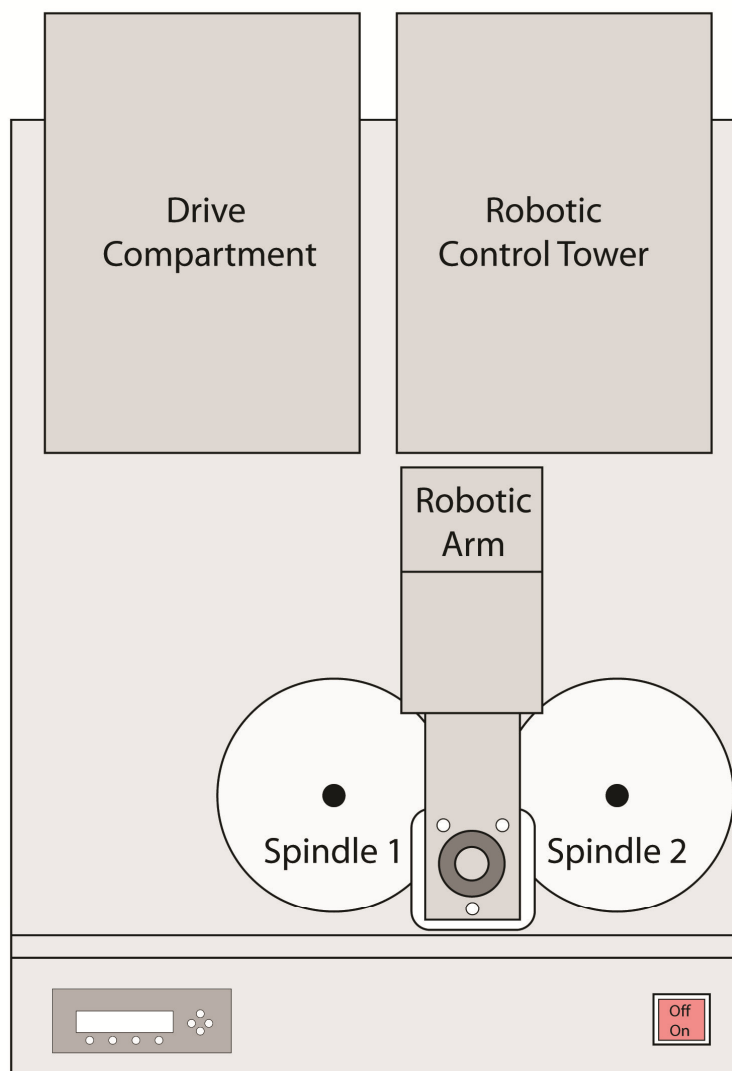 Drive
Compartment
Robotic
Control Tower
Robotic
Arm
Spindle 1
Spindle 2
Off
On